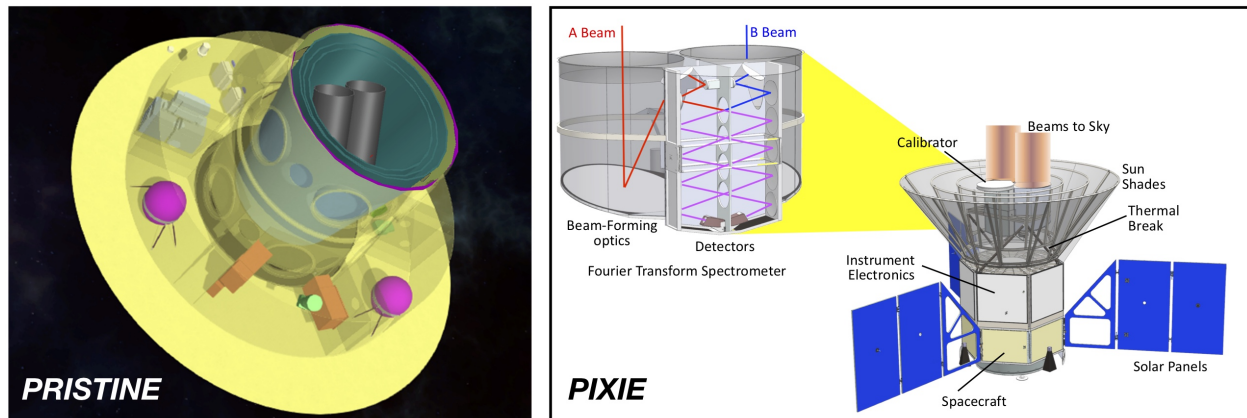 PRISTINE
A Beam
B Beam
Beam-Forming
optics
Detectors
Fourier Transform Spectrometer
Beams to Sky
Calibrator
Sun
Shades
Thermal
Break
Instrument
Electronics
Solar Panels
Spacecraft
PIXIE